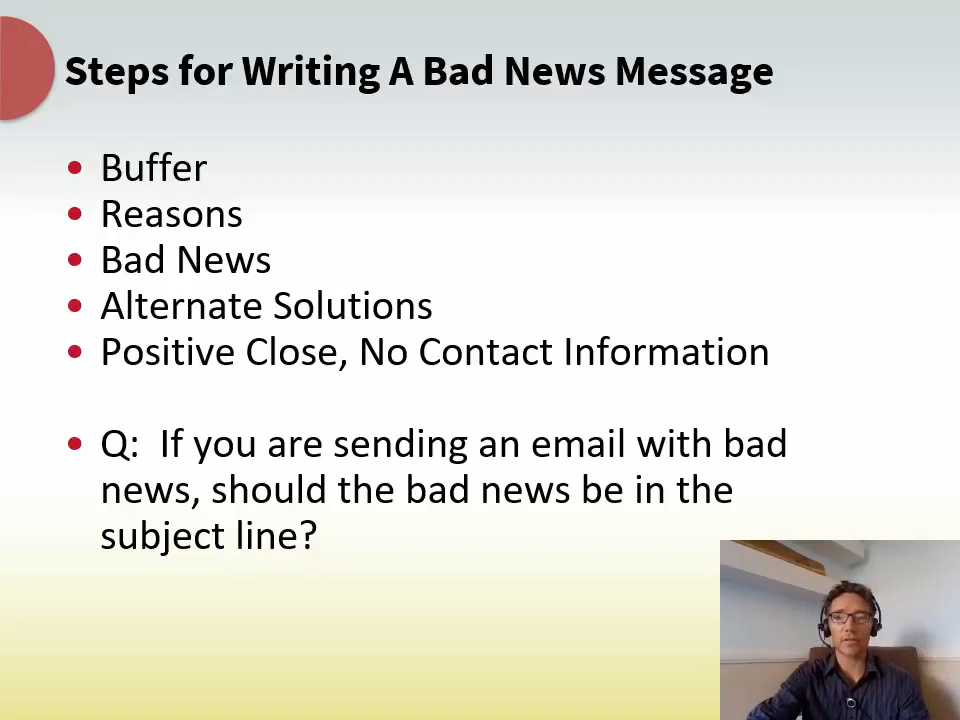 Steps for Writing A Bad News Message
• Buffer
• Reasons
• Bad News
• Alternate Solutions
• Positive Close, No Contact Information
• Q:  If you are sending an email with bad
news, should the bad news be in the
subject line?